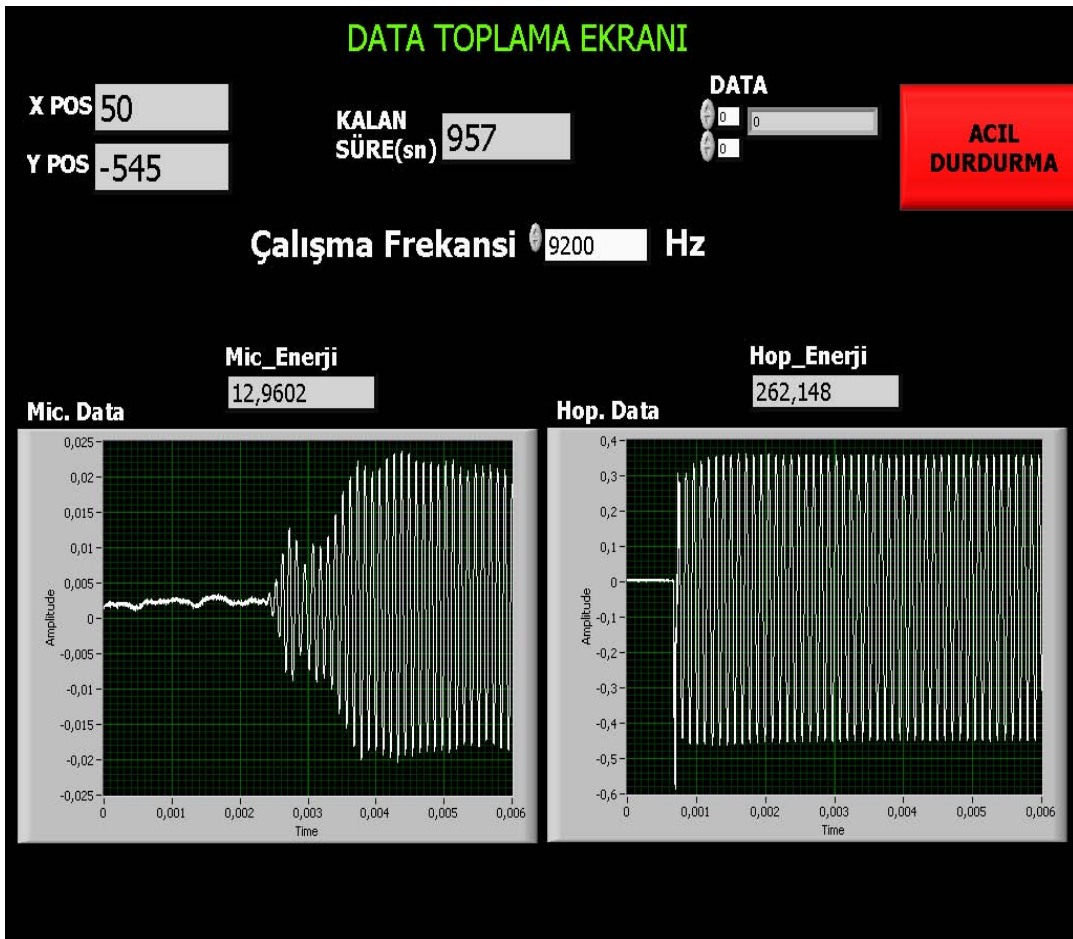 DATA TOPLAMA EKRANI
X POS 50
Y POS -545
KALAN
SÜRE(sn) 957
DATA
0 0
0
ACIL
DURDURMA
Çalışma Frekansi 9200 Hz
Mic_Enerji
12,9602
Mic. Data
Hop_Enerji
262,148
Hop. Data
0,025
0,02
0,015
0,01
0,005
0
-0,005
-0,01
-0,015
-0,02
-0,025
Amplitude
0 0,001 0,002 0,003 0,004 0,005 0,006
Time
0,4
0,3
0,2
0,1
0
-0,1
-0,2
-0,3
-0,4
-0,5
-0,6
Amplitude
0 0,001 0,002 0,003 0,004 0,005 0,006
Time